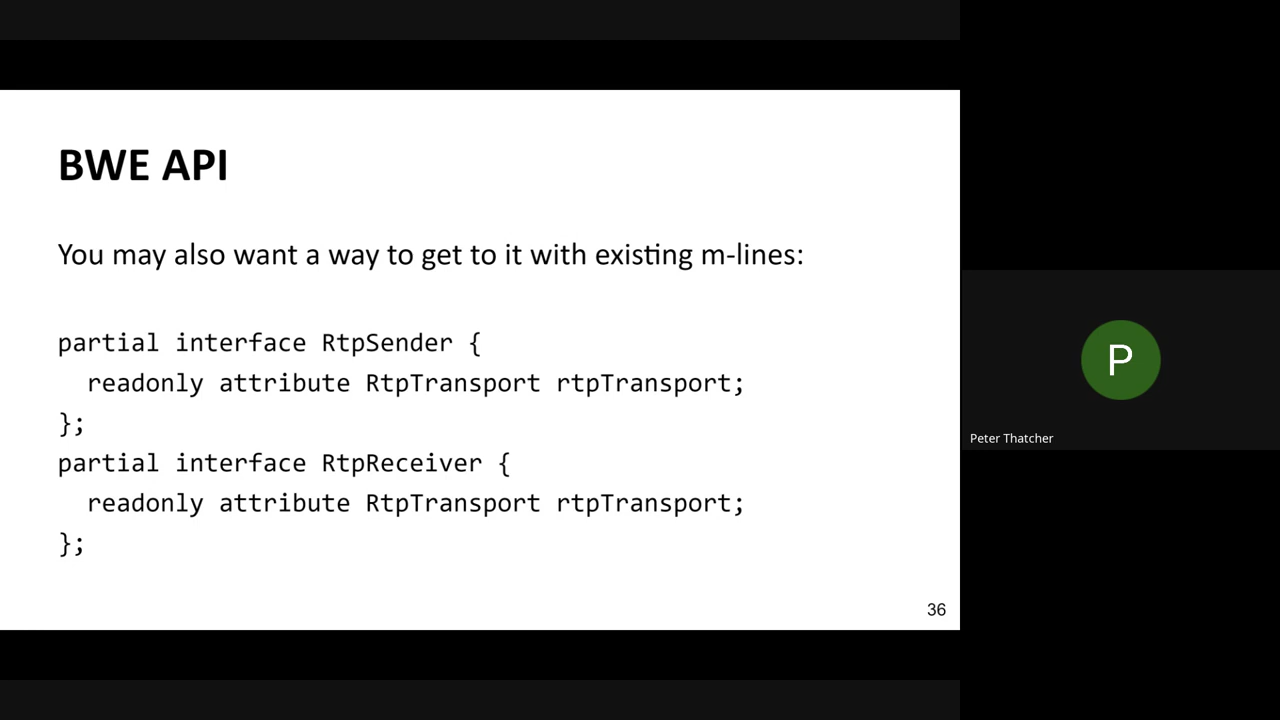 BWE API
You may also want a way to get to it with existing m-lines:
partial interface RtpSender {
  readonly attribute RtpTransport rtpTransport;
};
partial interface RtpReceiver {
  readonly attribute RtpTransport rtpTransport;
};
36
P
Peter Thatcher